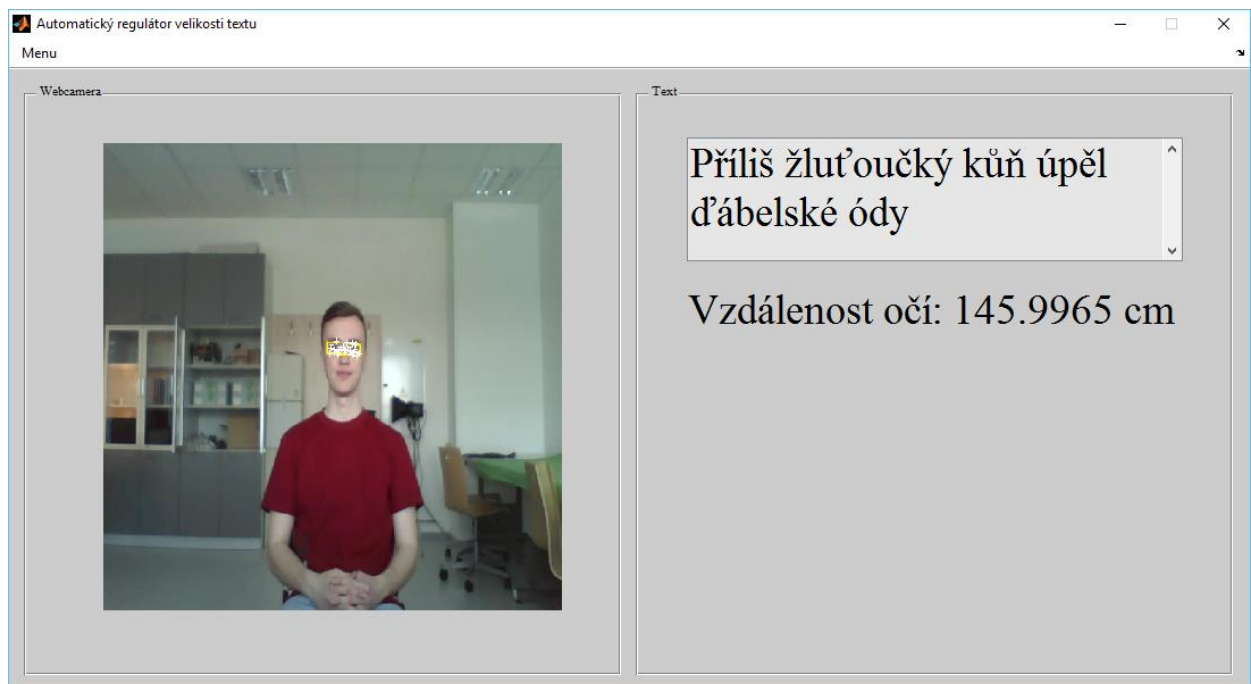 Automatický regulátor velikosti textu
Menu
Webcamera
Text
Příliš žluťoučký kůň úpěl
ďábelské ódy
Vzdálenost očí: 145.9965 cm